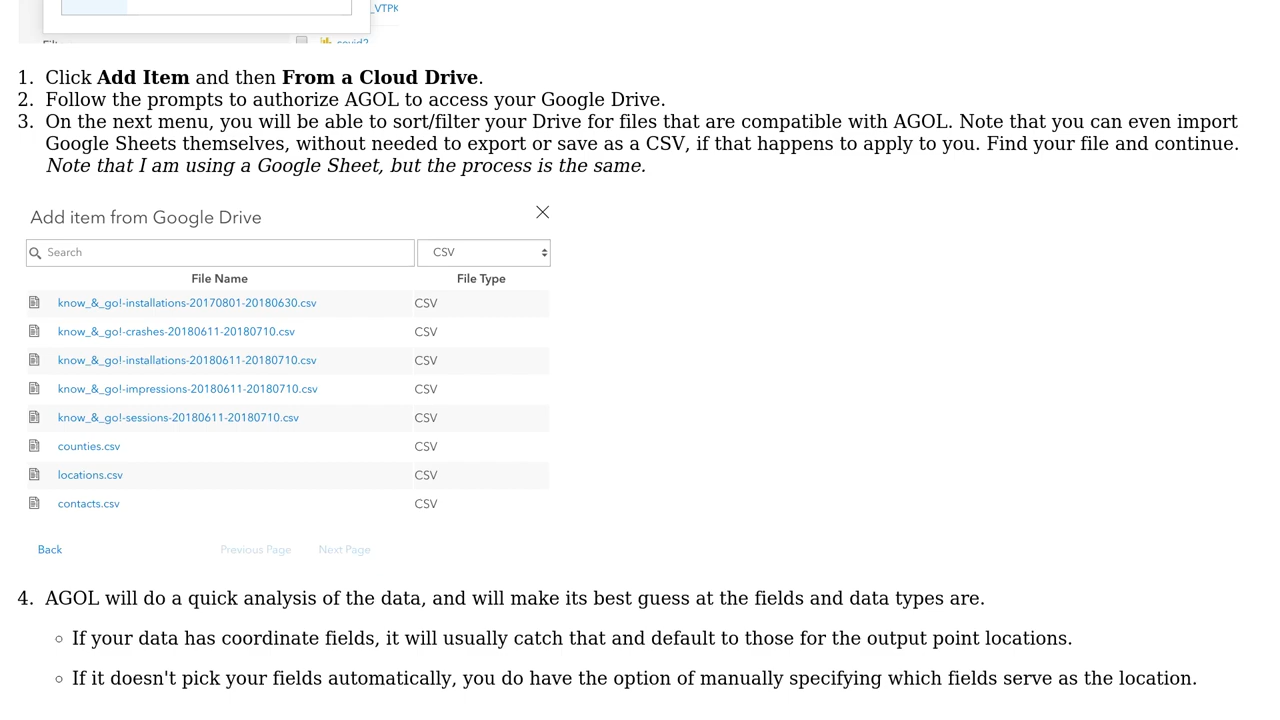 _VTPK
1. Click Add Item and then From a Cloud Drive.
2. Follow the prompts to authorize AGOL to access your Google Drive.
3. On the next menu, you will be able to sort/filter your Drive for files that are compatible with AGOL. Note that you can even import
Google Sheets themselves, without needed to export or save as a CSV, if that happens to apply to you. Find your file and continue.
Note that I am using a Google Sheet, but the process is the same.
Add item from Google Drive
Search CSV
File Name File Type
know_&_go!-installations-20170801-20180630.csv CSV
know_&_go!-crashes-20180611-20180710.csv CSV
know_&_go!-installations-20180611-20180710.csv CSV
know_&_go!-impressions-20180611-20180710.csv CSV
know_&_go!-sessions-20180611-20180710.csv CSV
counties.csv CSV
locations.csv CSV
contacts.csv CSV
Back Previous Page Next Page
4. AGOL will do a quick analysis of the data, and will make its best guess at the fields and data types are.
◦ If your data has coordinate fields, it will usually catch that and default to those for the output point locations.
◦ If it doesn't pick your fields automatically, you do have the option of manually specifying which fields serve as the location.